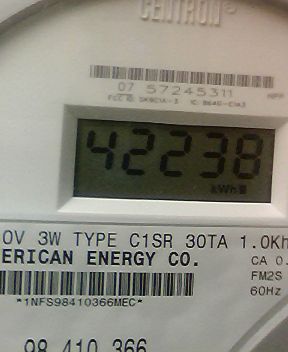 CENTRON®
07 57245311
42238
kWh
0V 3W TYPE C1SR 30TA 1.0Kh
ERICAN ENERGY CO.
CA 0.
FM2S
*1NFS98410366MEC*
60Hz
98 410 366